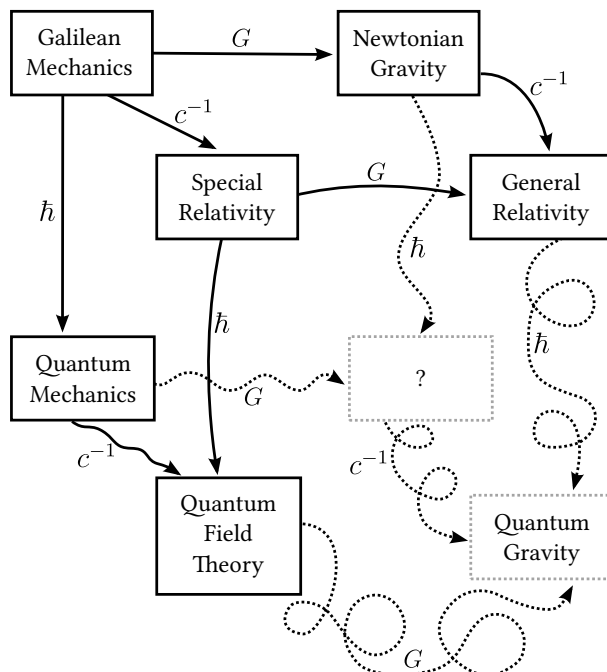 Galilean
Mechanics
G
Newtonian
Gravity
c⁻¹
c⁻¹
Special
Relativity
G
General
Relativity
ħ
ħ
ħ
ħ
Quantum
Mechanics
G
?
c⁻¹
c⁻¹
Quantum
Field
Theory
Quantum
Gravity
G